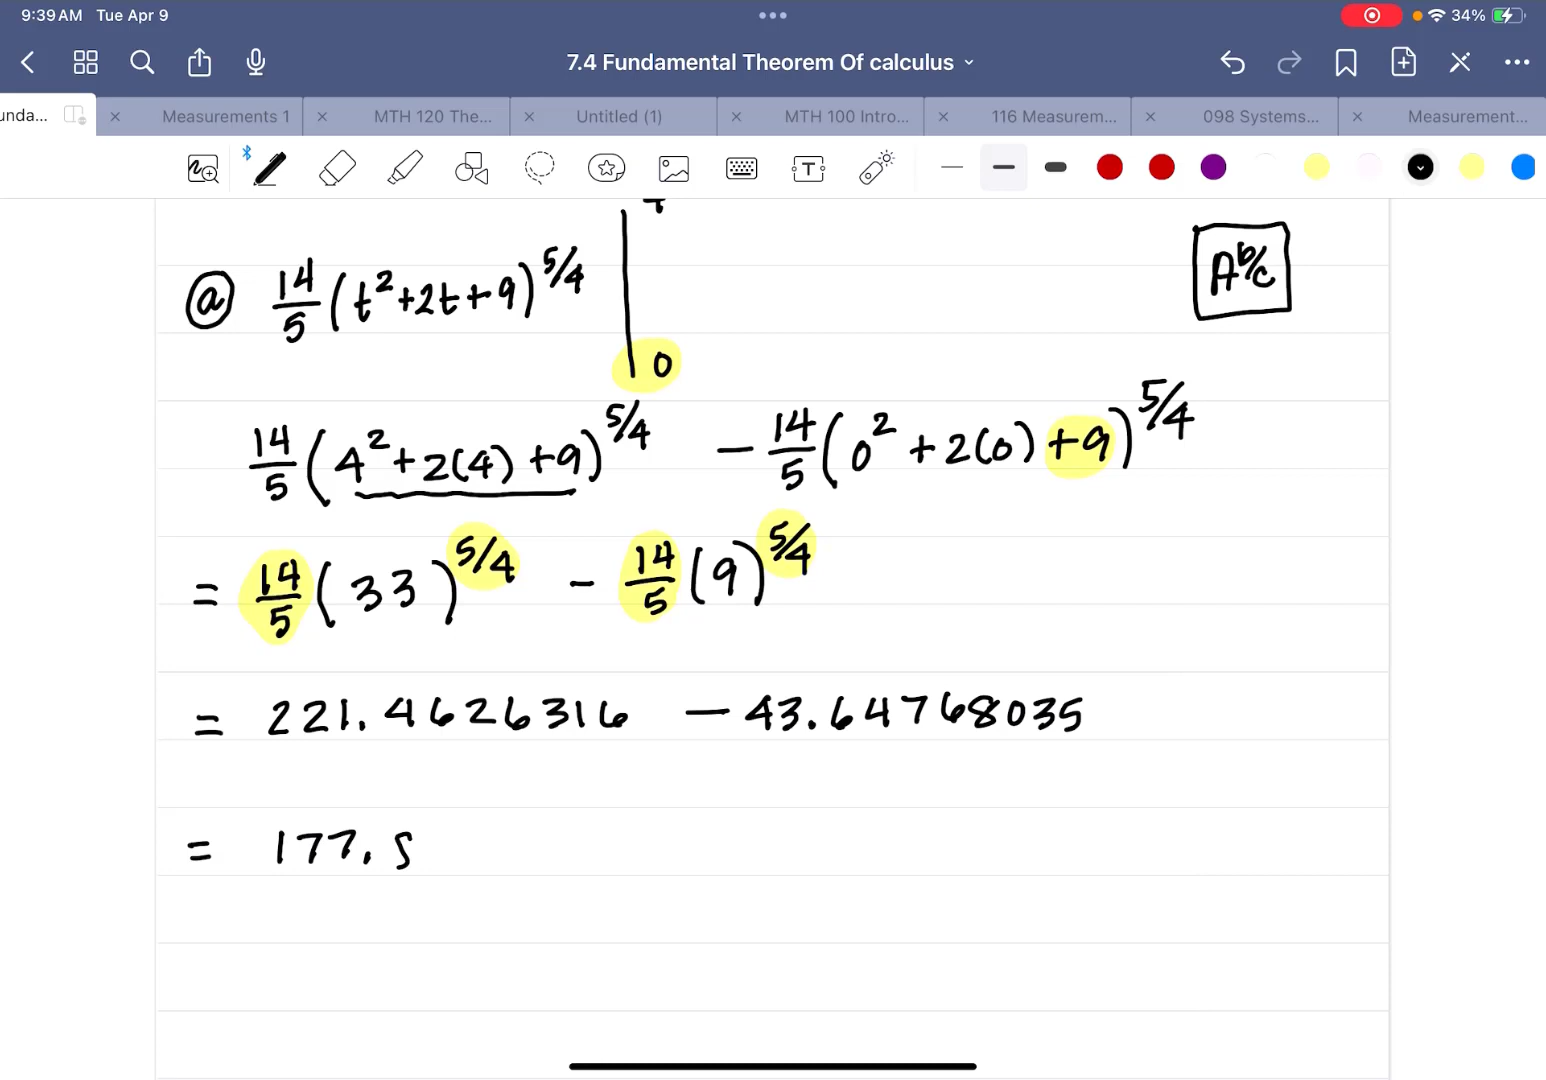 9:39 AM Tue Apr 9
34%
7.4 Fundamental Theorem Of calculus
unda...
Measurements 1
MTH 120 The...
Untitled (1)
MTH 100 Intro...
116 Measurem...
098 Systems...
Measurement...
T
4
ⓐ 14/5 (t²+2t+9)^5/4 |
A b/c
0
14/5 (4²+2(4)+9)^5/4 − 14/5 (0²+2(0)+9)^5/4
= 14/5 (33)^5/4 - 14/5 (9)^5/4
= 221.4626316 − 43.64768035
= 177.5